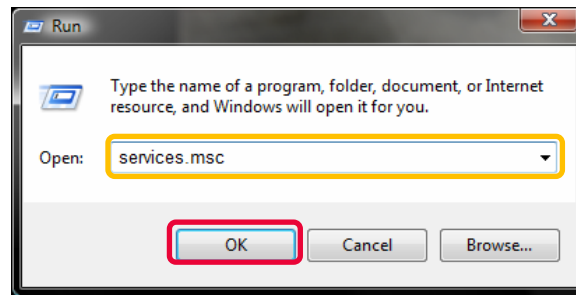 Run
Type the name of a program, folder, document, or Internet
resource, and Windows will open it for you.
Open: services.msc
OK Cancel Browse...